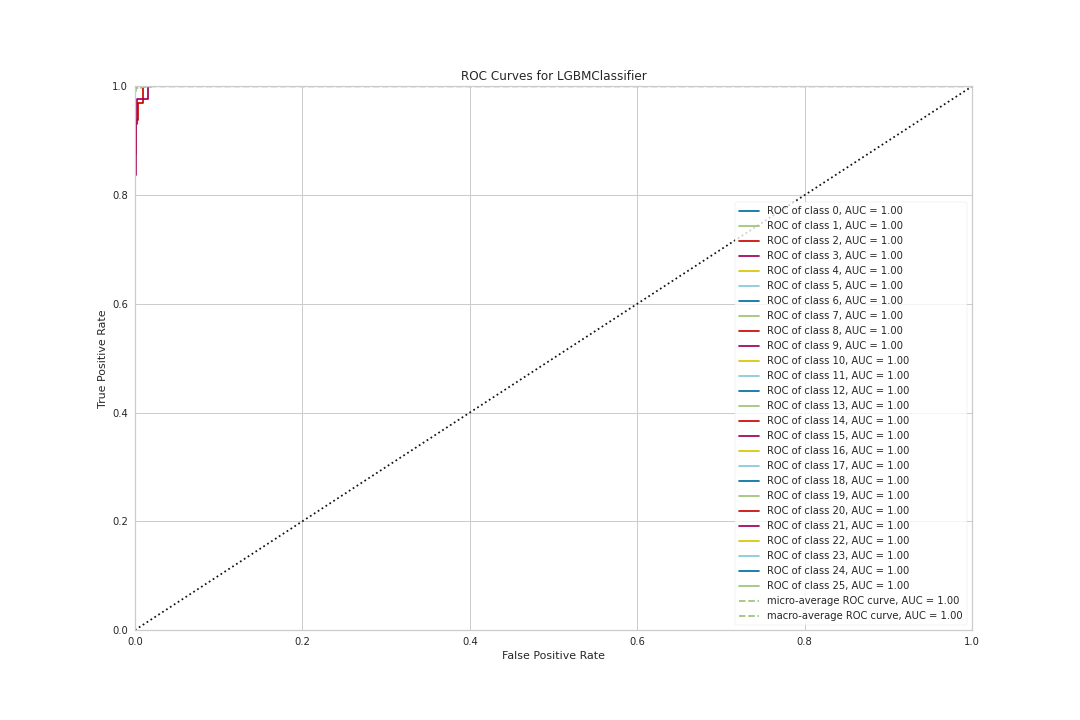 ROC Curves for LGBMClassifier
1.0
0.8
0.6
0.4
0.2
0.0
True Positive Rate
ROC of class 0, AUC = 1.00
ROC of class 1, AUC = 1.00
ROC of class 2, AUC = 1.00
ROC of class 3, AUC = 1.00
ROC of class 4, AUC = 1.00
ROC of class 5, AUC = 1.00
ROC of class 6, AUC = 1.00
ROC of class 7, AUC = 1.00
ROC of class 8, AUC = 1.00
ROC of class 9, AUC = 1.00
ROC of class 10, AUC = 1.00
ROC of class 11, AUC = 1.00
ROC of class 12, AUC = 1.00
ROC of class 13, AUC = 1.00
ROC of class 14, AUC = 1.00
ROC of class 15, AUC = 1.00
ROC of class 16, AUC = 1.00
ROC of class 17, AUC = 1.00
ROC of class 18, AUC = 1.00
ROC of class 19, AUC = 1.00
ROC of class 20, AUC = 1.00
ROC of class 21, AUC = 1.00
ROC of class 22, AUC = 1.00
ROC of class 23, AUC = 1.00
ROC of class 24, AUC = 1.00
ROC of class 25, AUC = 1.00
micro-average ROC curve, AUC = 1.00
macro-average ROC curve, AUC = 1.00
0.0 0.2 0.4 0.6 0.8 1.0
False Positive Rate